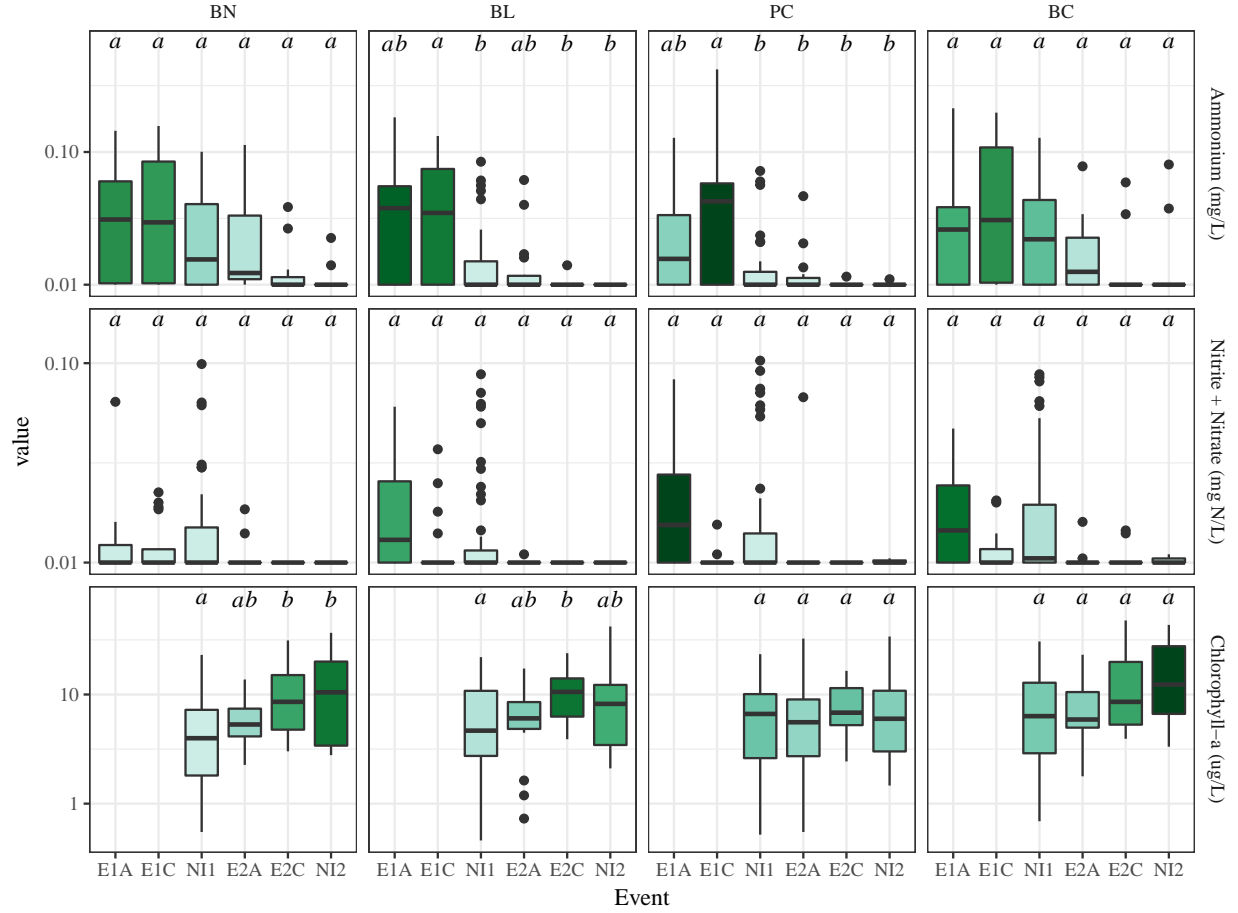 BN BL PC BC
a a a a a a ab a b ab b b ab a b b b b a a a a a a
0.10
0.01
Ammonium (mg/L)
a a a a a a a a a a a a a a a a a a a a a a a a
0.10
0.01
Nitrite + Nitrate (mg N/L)
a ab b b a ab b ab a a a a a a a a
10
1
Chlorophyll−a (ug/L)
value
E1A E1C NI1 E2A E2C NI2 E1A E1C NI1 E2A E2C NI2 E1A E1C NI1 E2A E2C NI2 E1A E1C NI1 E2A E2C NI2
Event